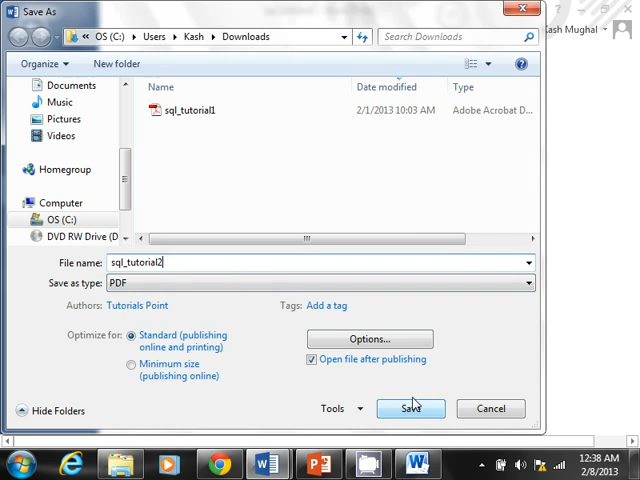 Save As
Kash Mughal
« OS (C:) Users Kash Downloads
Search Downloads
Organize
New folder
Documents
Music
Pictures
Videos
Homegroup
Computer
OS (C:)
DVD RW Drive (D
Name
Date modified
Type
sql_tutorial1
2/1/2013 10:03 AM
Adobe Acrobat D...
File name:
sql_tutorial2
Save as type:
PDF
Authors:
Tutorials Point
Tags:
Add a tag
Optimize for:
Standard (publishing
online and printing)
Minimum size
(publishing online)
Options...
Open file after publishing
Hide Folders
Tools
Save
Cancel
12:38 AM
2/8/2013